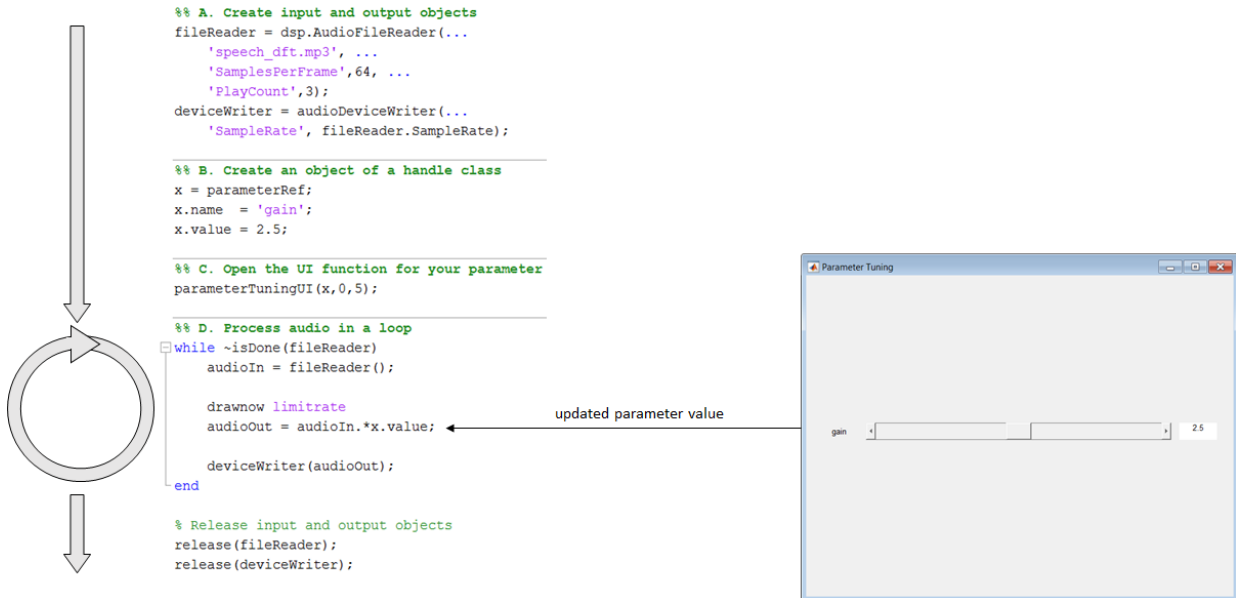 %% A. Create input and output objects
fileReader = dsp.AudioFileReader(...
    'speech_dft.mp3', ...
    'SamplesPerFrame',64, ...
    'PlayCount',3);
deviceWriter = audioDeviceWriter(...
    'SampleRate', fileReader.SampleRate);
%% B. Create an object of a handle class
x = parameterRef;
x.name  = 'gain';
x.value = 2.5;
%% C. Open the UI function for your parameter
parameterTuningUI(x,0,5);
%% D. Process audio in a loop
while ~isDone(fileReader)
    audioIn = fileReader();
    drawnow limitrate
    audioOut = audioIn.*x.value;
    deviceWriter(audioOut);
end
% Release input and output objects
release(fileReader);
release(deviceWriter);
updated parameter value
Parameter Tuning
gain
2.5